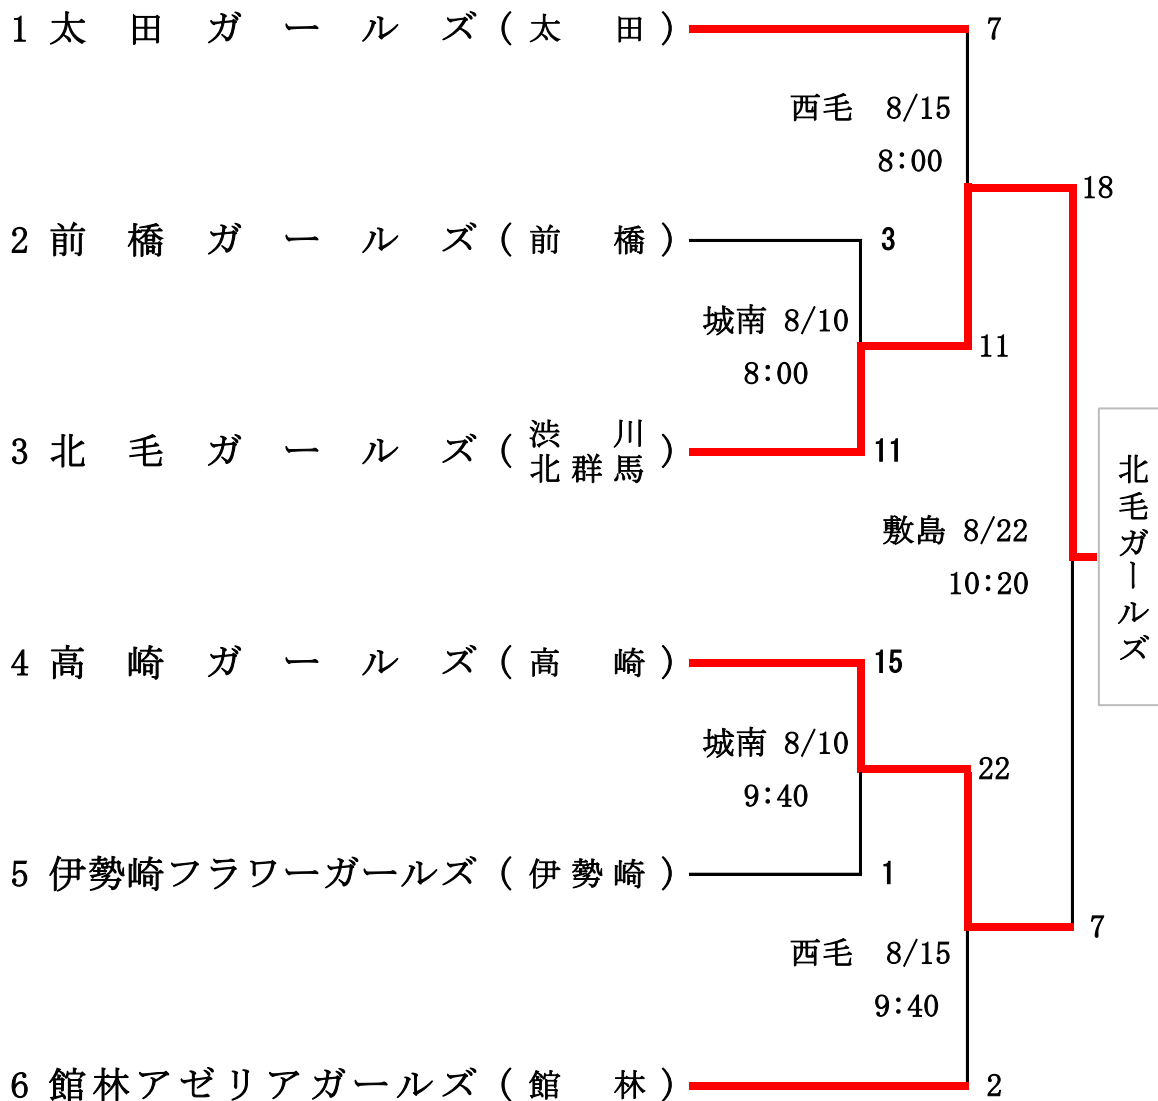 1 太田ガールズ(太田) 7
西毛 8/15
8:00
18
2 前橋ガールズ(前橋) 3
城南 8/10
11
8:00
3 北毛ガールズ(渋川北群馬) 11
北毛ガールズ
敷島 8/22
10:20
4 高崎ガールズ(高崎) 15
城南 8/10
22
9:40
5 伊勢崎フラワーガールズ(伊勢崎) 1
7
西毛 8/15
9:40
6 館林アゼリアガールズ(館林) 2